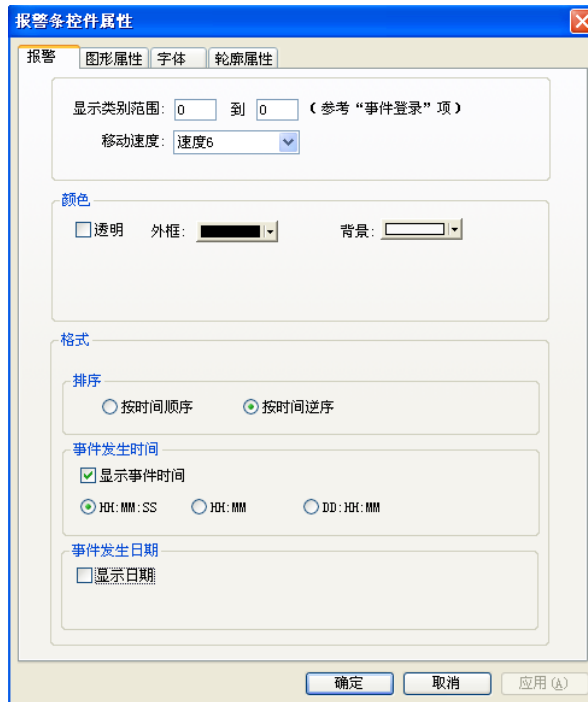 报警条控件属性
报警 图形属性 字体 轮廓属性
显示类别范围: 0 到 0 (参考“事件登录”项)
移动速度: 速度6
颜色
透明 外框: 背景:
格式
排序
按时间顺序 按时间逆序
事件发生时间
显示事件时间
HH:MM:SS HH:MM DD:HH:MM
事件发生日期
显示日期
确定 取消 应用(A)